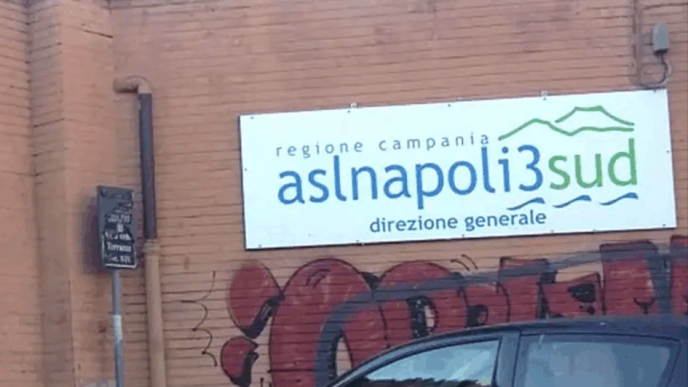 regione campania
aslnapoli3sud
direzione generale